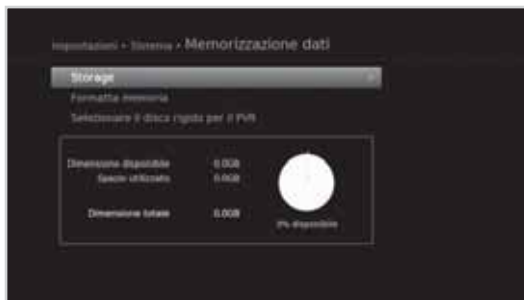 Impostazioni • Sistema • Memorizzazione dati
Storage
Formatta memoria
Selezionare il disca rigido per il PVR
Dimensione disponibile 0.0GB
Spazio utilizzato 0.0GB
Dimensione totale 0.0GB
0% disponibile